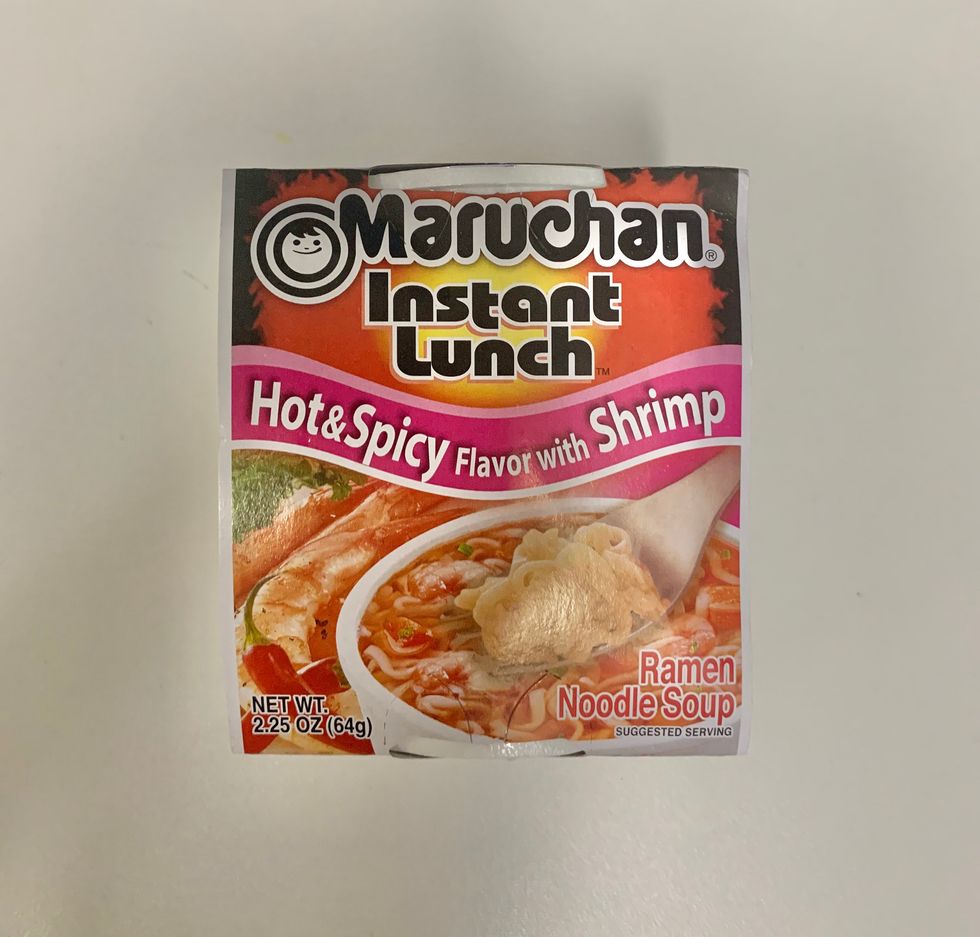 Maruchan®
Instant
Lunch™
Hot&Spicy Flavor with Shrimp
Ramen
Noodle Soup
NET WT.
2.25 OZ (64g)
SUGGESTED SERVING